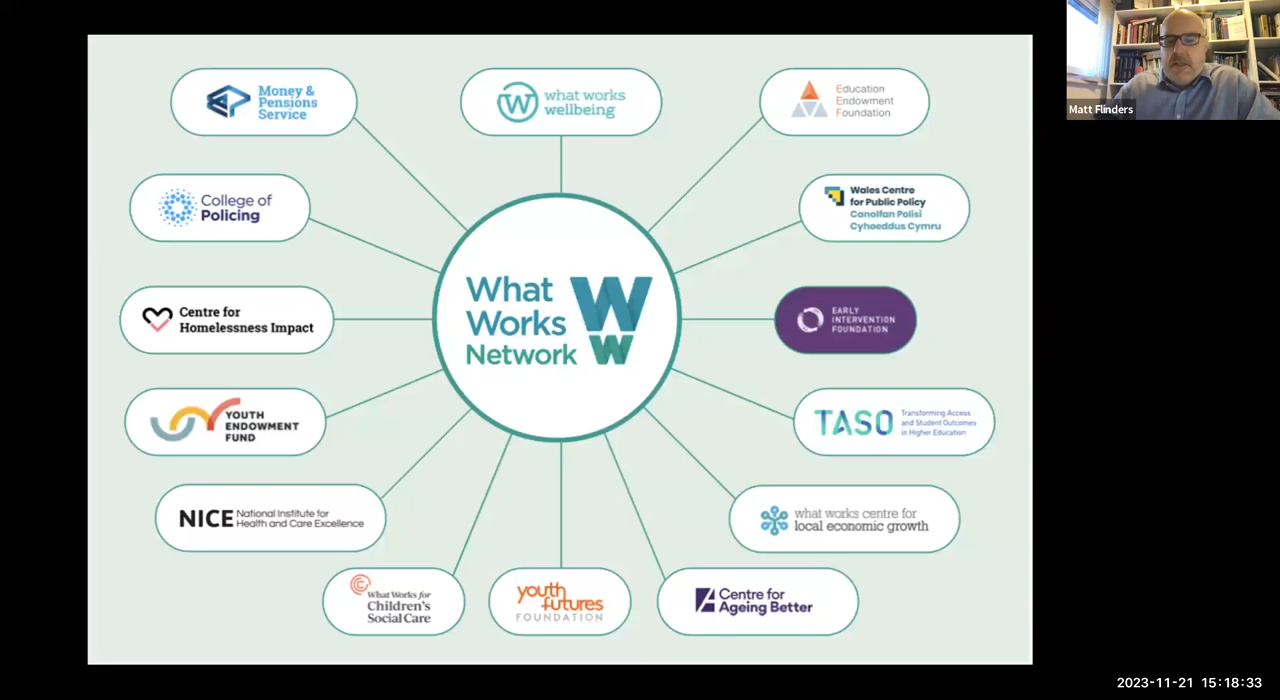 Money &
Pensions
Service
what works
wellbeing
Education
Endowment
Foundation
Matt Flinders
College of
Policing
Wales Centre
for Public Policy
Canolfan Polisi
Cyhoeddus Cymru
Centre for
Homelessness Impact
What
Works
Network
EARLY
INTERVENTION
FOUNDATION
YOUTH
ENDOWMENT
FUND
TASO
Transforming Access
and Student Outcomes
in Higher Education
NICE
National Institute for
Health and Care Excellence
what works centre for
local economic growth
What Works for
Children's
Social Care
youth
futures
FOUNDATION
Centre for
Ageing Better
2023-11-21 15:18:33